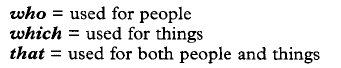 who = used for people
which = used for things
that = used for both people and things